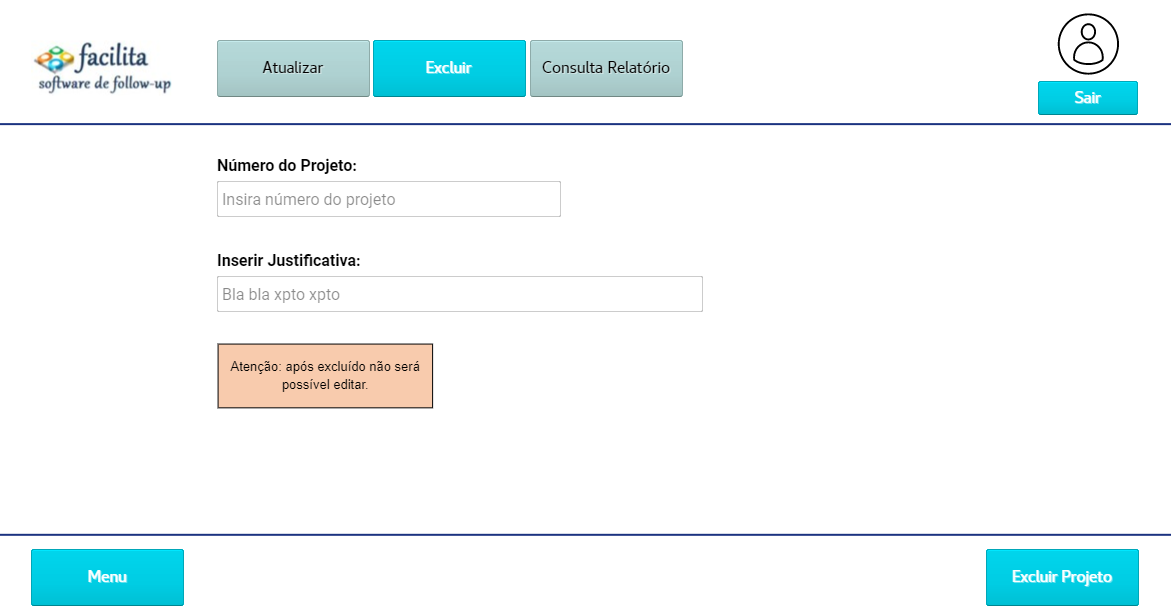 facilita
software de follow-up
Atualizar
Excluir
Consulta Relatório
Sair
Número do Projeto:
Insira número do projeto
Inserir Justificativa:
Bla bla xpto xpto
Atenção: após excluído não será
possível editar.
Menu
Excluir Projeto